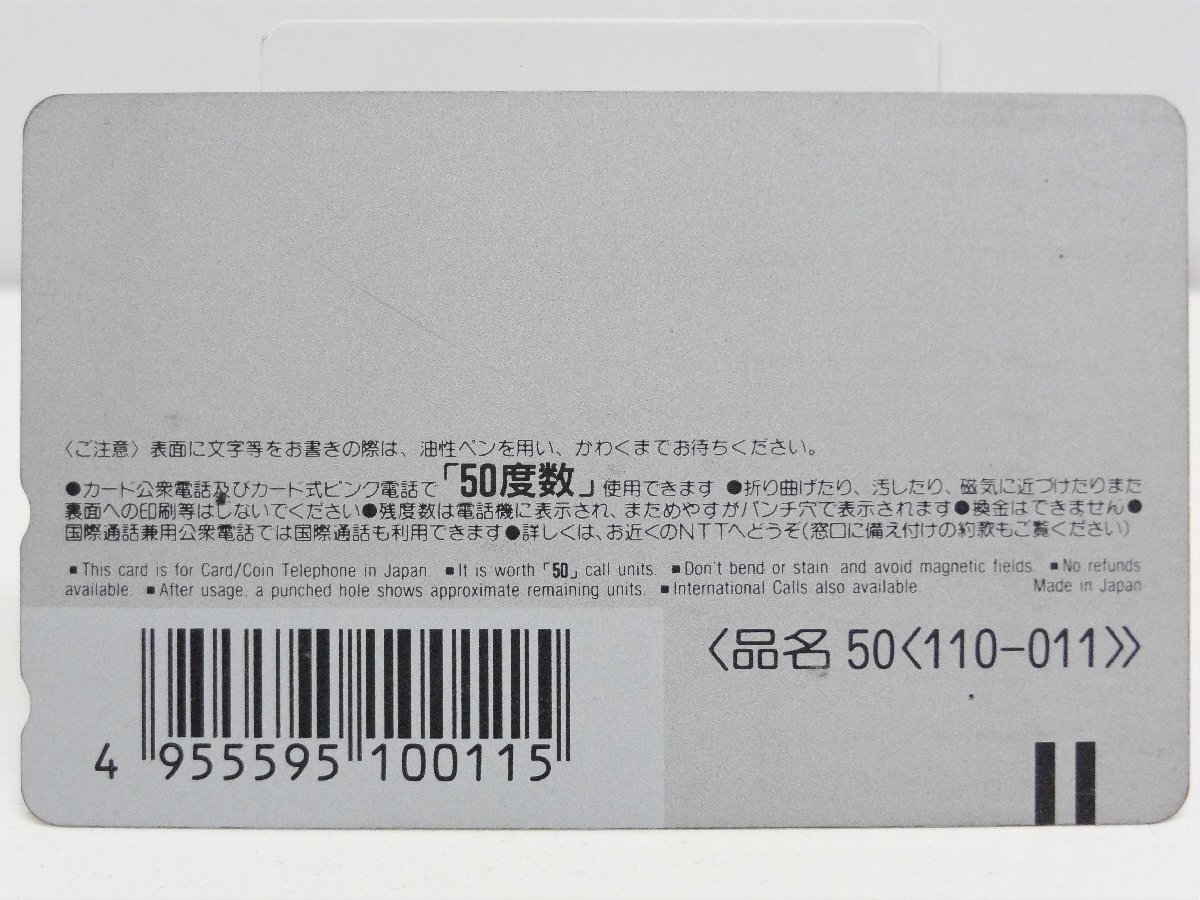 〈ご注意〉表面に文字等をお書きの際は、油性ペンを用い、かわくまでお待ちください。
●カード公衆電話及びカード式ピンク電話で「50度数」使用できます ●折り曲げたり、汚したり、磁気に近づけたりまた
裏面への印刷等はしないでください●残度数は電話機に表示され、まためやすがパンチ穴で表示されます●換金はできません●
国際通話兼用公衆電話では国際通話も利用できます●詳しくは、お近くのNTTへどうぞ(窓口に備え付けの約款もご覧ください)
■This card is for Card/Coin Telephone in Japan. ■It is worth「50」call units. ■Don't bend or stain and avoid magnetic fields. ■No refunds
available. ■After usage, a punched hole shows approximate remaining units. ■International Calls also available. Made in Japan
〈品名 50〈110-011〉〉
4 955595 100115